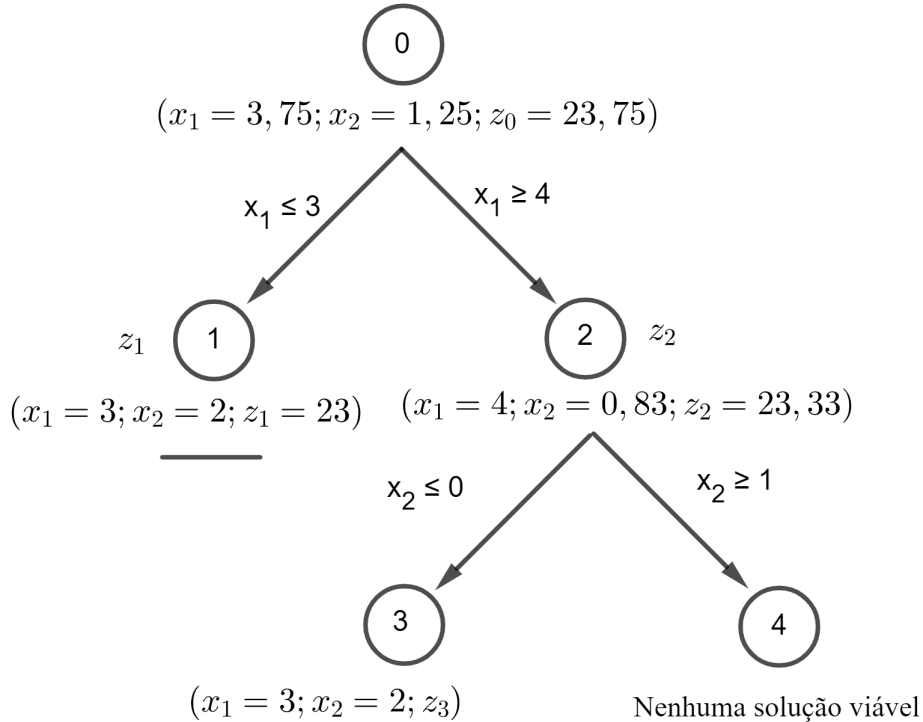 0
(x₁ = 3, 75; x₂ = 1, 25; z₀ = 23, 75)
x₁ ≤ 3
x₁ ≥ 4
z₁
1
2
z₂
(x₁ = 3; x₂ = 2; z₁ = 23)
(x₁ = 4; x₂ = 0, 83; z₂ = 23, 33)
x₂ ≤ 0
x₂ ≥ 1
3
4
(x₁ = 3; x₂ = 2; z₃)
Nenhuma solução viável